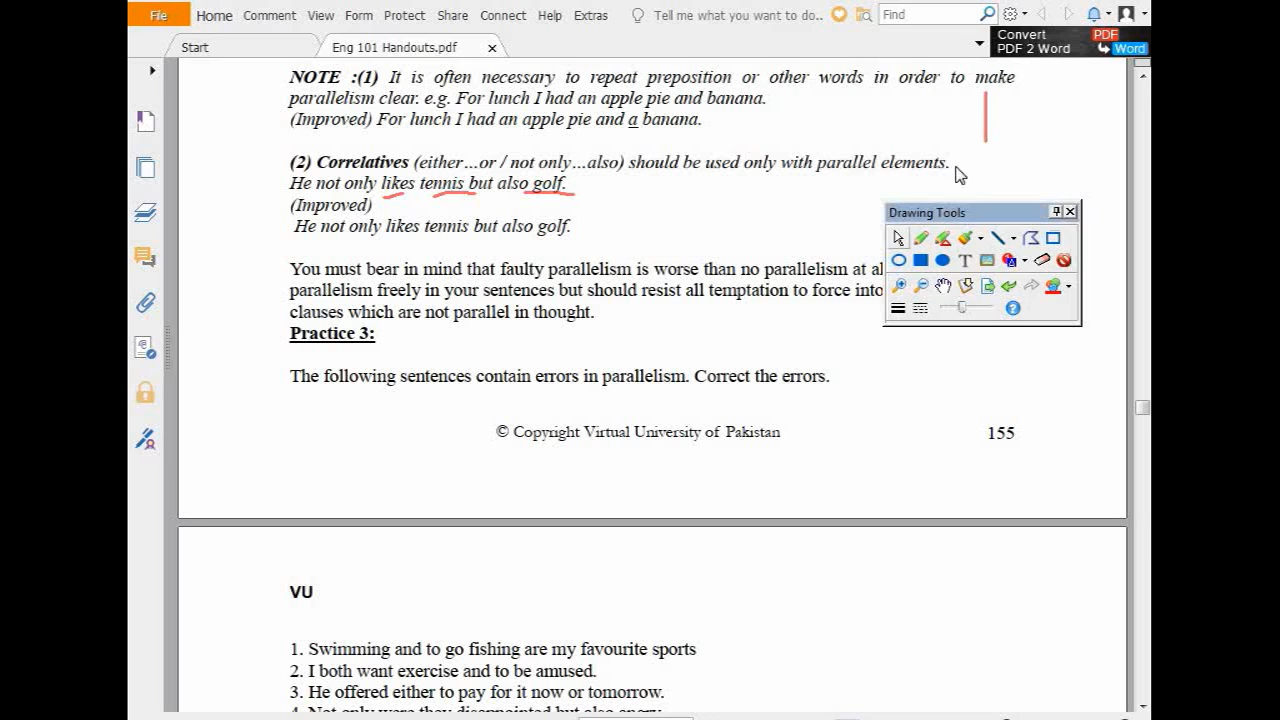 File Home Comment View Form Protect Share Connect Help Extras Tell me what you want to do.. Find
Start Eng 101 Handouts.pdf
Convert PDF
PDF 2 Word Word
NOTE :(1) It is often necessary to repeat preposition or other words in order to make
parallelism clear. e.g. For lunch I had an apple pie and banana.
(Improved) For lunch I had an apple pie and a banana.
(2) Correlatives (either…or / not only…also) should be used only with parallel elements.
He not only likes tennis but also golf.
(Improved)
He not only likes tennis but also golf.
Drawing Tools
T
You must bear in mind that faulty parallelism is worse than no parallelism at al
parallelism freely in your sentences but should resist all temptation to force into
clauses which are not parallel in thought.
Practice 3:
The following sentences contain errors in parallelism. Correct the errors.
© Copyright Virtual University of Pakistan 155
VU
1. Swimming and to go fishing are my favourite sports
2. I both want exercise and to be amused.
3. He offered either to pay for it now or tomorrow.
4. Not only were they disappointed but also angry